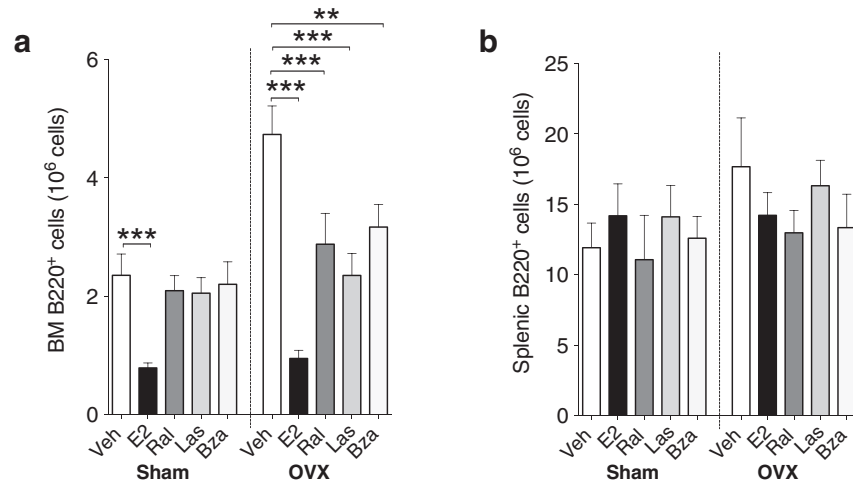 a
BM B220+ cells (10^6 cells)
6
4
2
0
***
***
***
***
**
Veh E2 Ral Las Bza Veh E2 Ral Las Bza
Sham OVX
b
Splenic B220+ cells (10^6 cells)
25
20
15
10
5
0
Veh E2 Ral Las Bza Veh E2 Ral Las Bza
Sham OVX